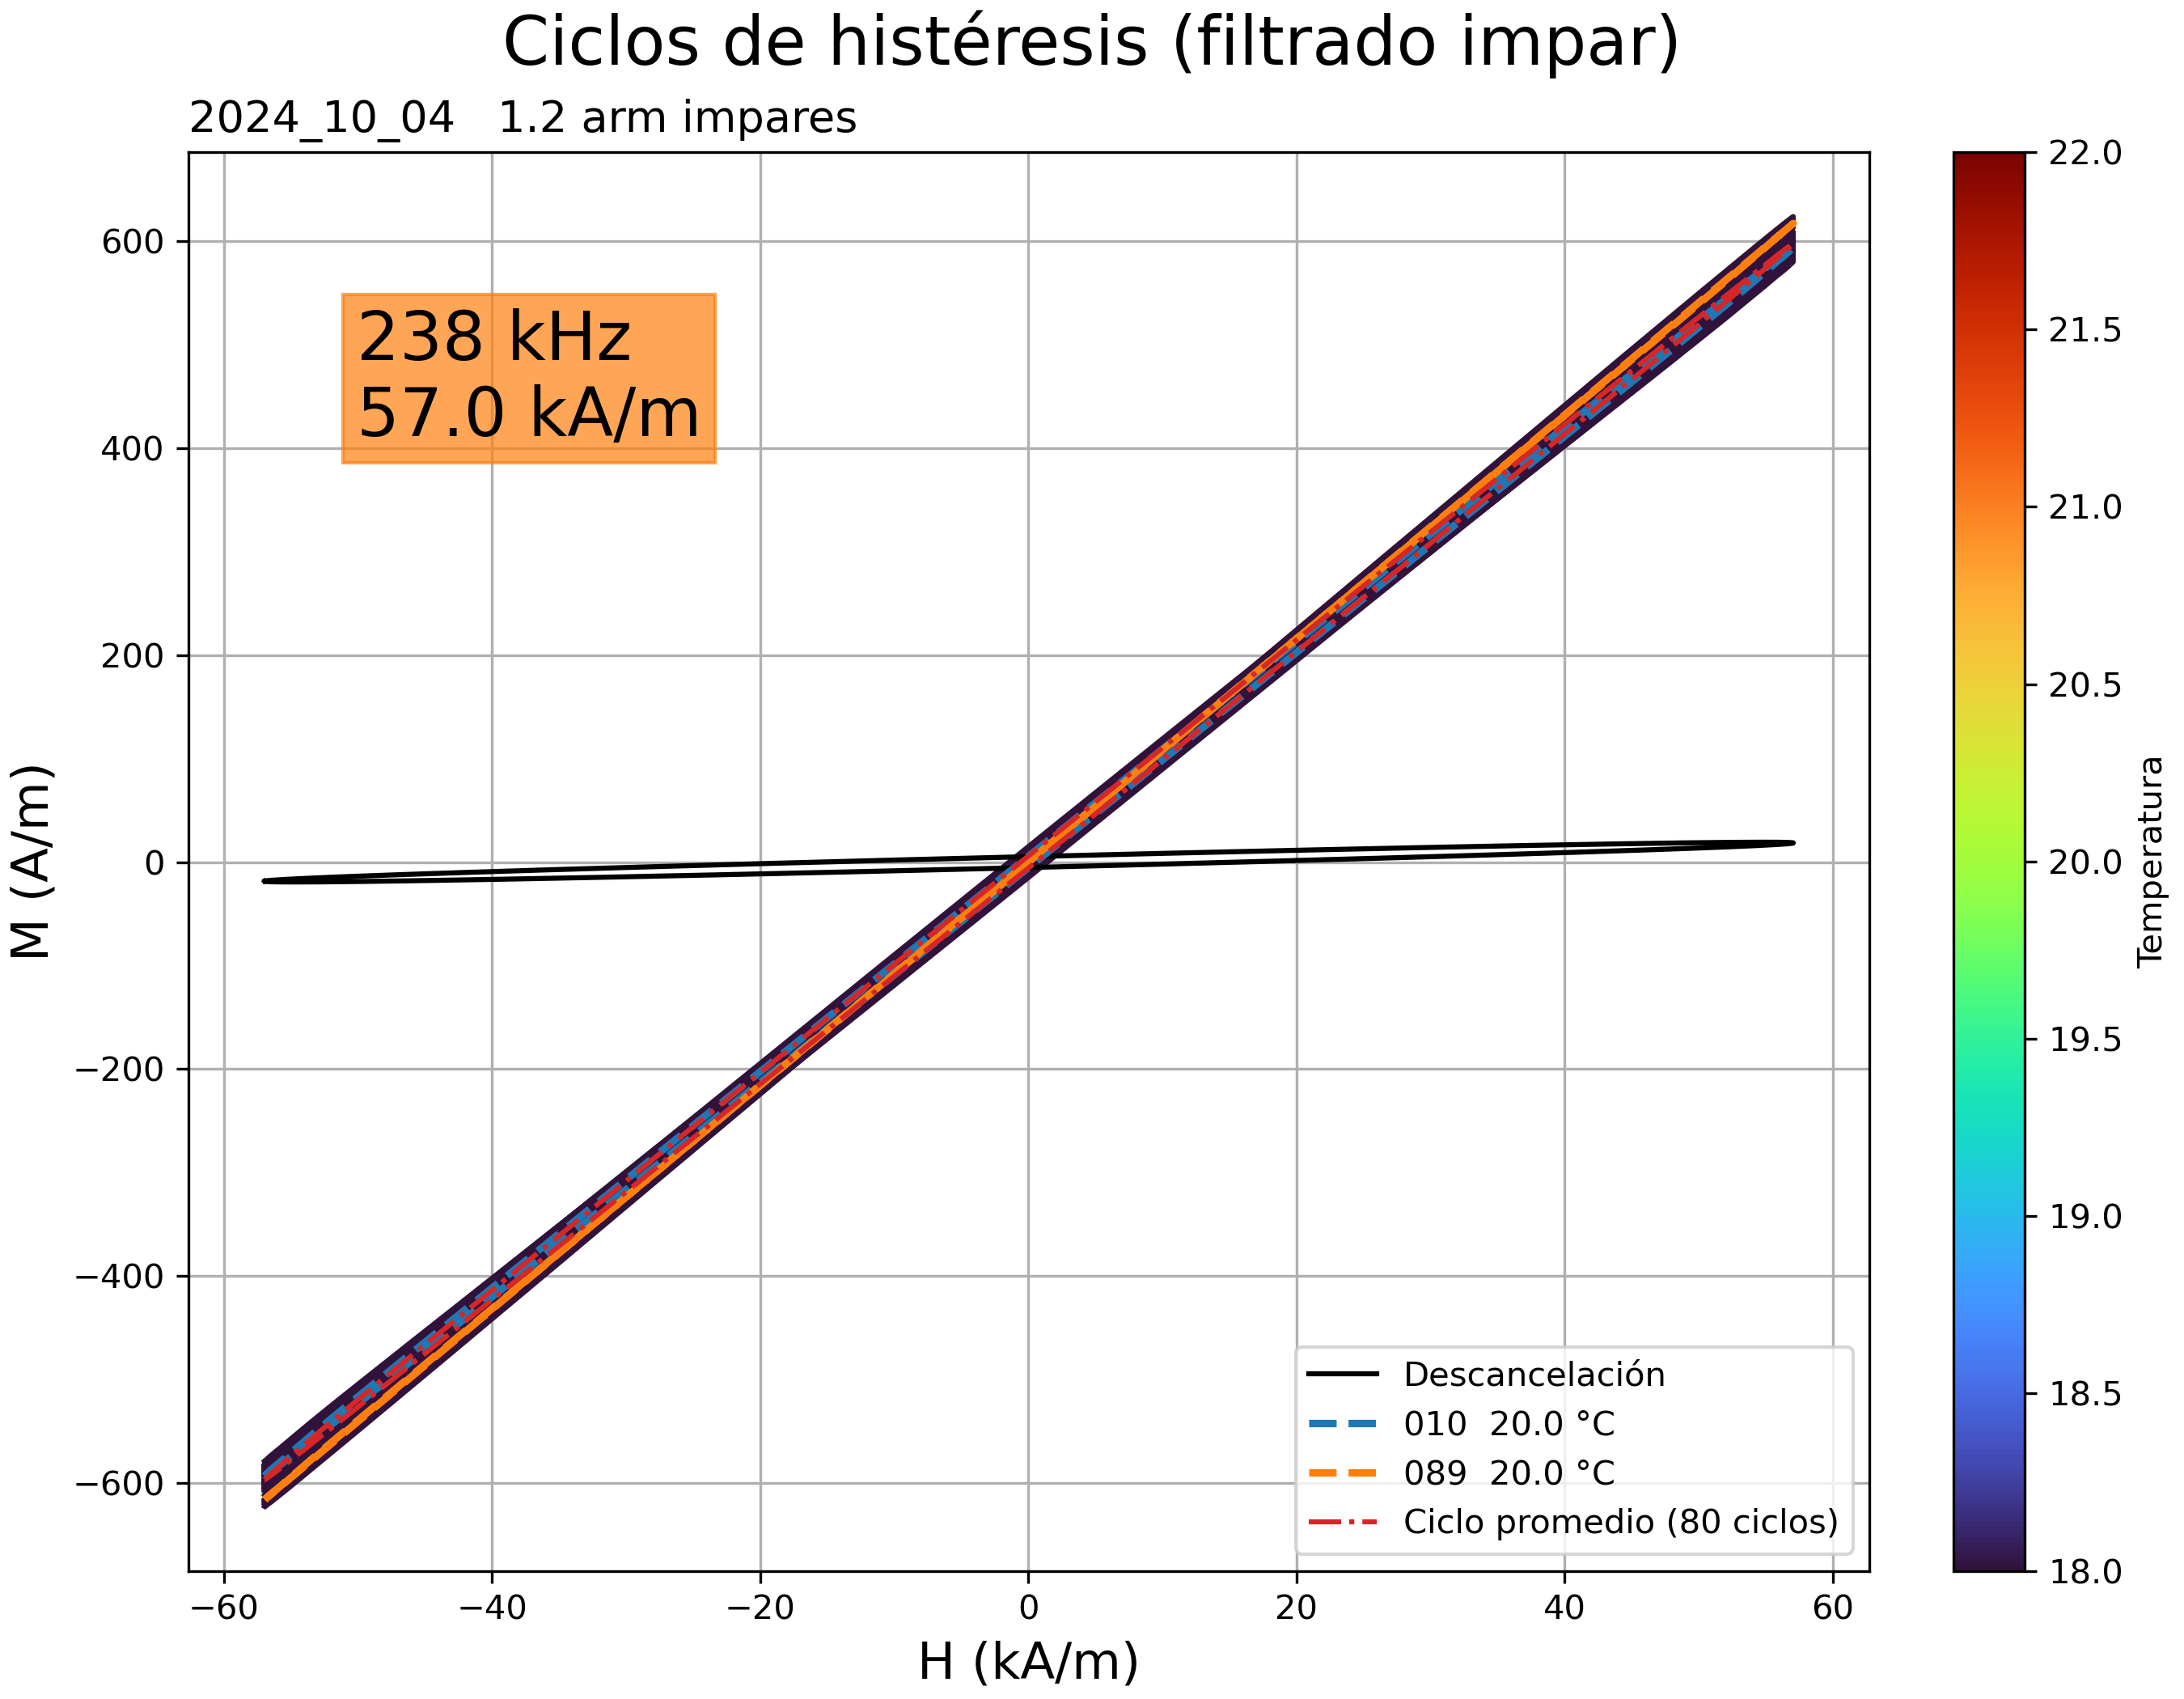 Ciclos de histéresis (filtrado impar)
2024_10_04   1.2 arm impares
238 kHz
57.0 kA/m
M (A/m)
600
400
200
0
−200
−400
−600
−60
−40
−20
0
20
40
60
H (kA/m)
Descancelación
010  20.0 °C
089  20.0 °C
Ciclo promedio (80 ciclos)
22.0
21.5
21.0
20.5
20.0
19.5
19.0
18.5
18.0
Temperatura